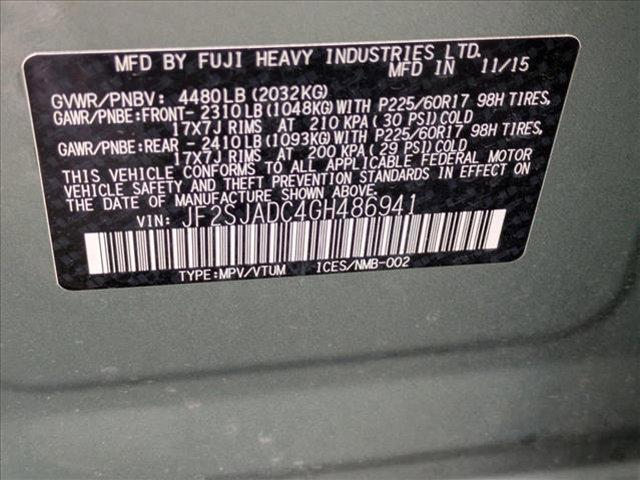 MFD BY FUJI HEAVY INDUSTRIES LTD.
MFD IN 11/15
GVWR/PNBV: 4480LB(2032KG)
GAWR/PNBE:FRONT- 2310LB(1048KG)WITH P225/60R17 98H TIRES,
17X7J RIMS AT 210 KPA(30 PSI)COLD
GAWR/PNBE:REAR - 2410LB(1093KG)WITH P225/60R17 98H TIRES,
17X7J RIMS AT 200 KPA(29 PSI)COLD
THIS VEHICLE CONFORMS TO ALL APPLICABLE FEDERAL MOTOR
VEHICLE SAFETY AND THEFT PREVENTION STANDARDS IN EFFECT ON
THE DATE OF MANUFACTURE SHOWN ABOVE.
VIN: JF2SJADC4GH486941
TYPE:MPV/VTUM ICES/NMB-002